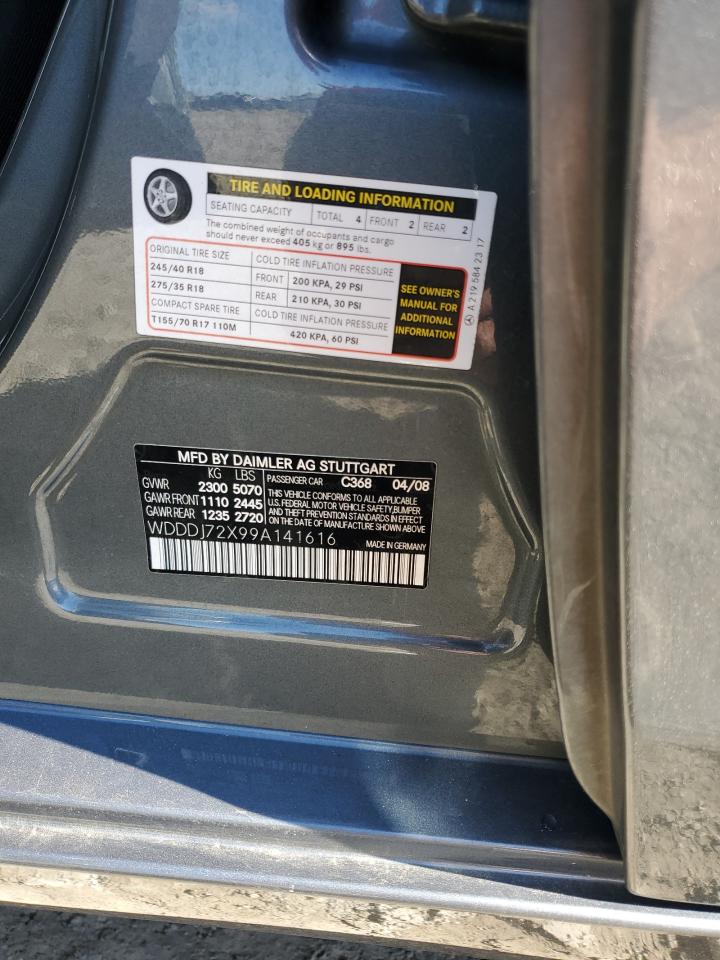 TIRE AND LOADING INFORMATION
SEATING CAPACITY TOTAL 4 FRONT 2 REAR 2
The combined weight of occupants and cargo
should never exceed 405 kg or 895 lbs.
ORIGINAL TIRE SIZE COLD TIRE INFLATION PRESSURE
245/40 R18 FRONT 200 KPA, 29 PSI
275/35 R18 REAR 210 KPA, 30 PSI
COMPACT SPARE TIRE COLD TIRE INFLATION PRESSURE
T155/70 R17 110M 420 KPA, 60 PSI
SEE OWNER'S
MANUAL FOR
ADDITIONAL
INFORMATION
A 219 584 23 17
MFD BY DAIMLER AG STUTTGART
KG LBS PASSENGER CAR C368 04/08
GVWR 2300 5070
GAWR FRONT 1110 2445
GAWR REAR 1235 2720
THIS VEHICLE CONFORMS TO ALL APPLICABLE
U.S. FEDERAL MOTOR VEHICLE SAFETY,BUMPER
AND THEFT PREVENTION STANDARDS IN EFFECT
ON THE DATE OF MANUFACTURE SHOWN ABOVE
WDDDJ72X99A141616
MADE IN GERMANY